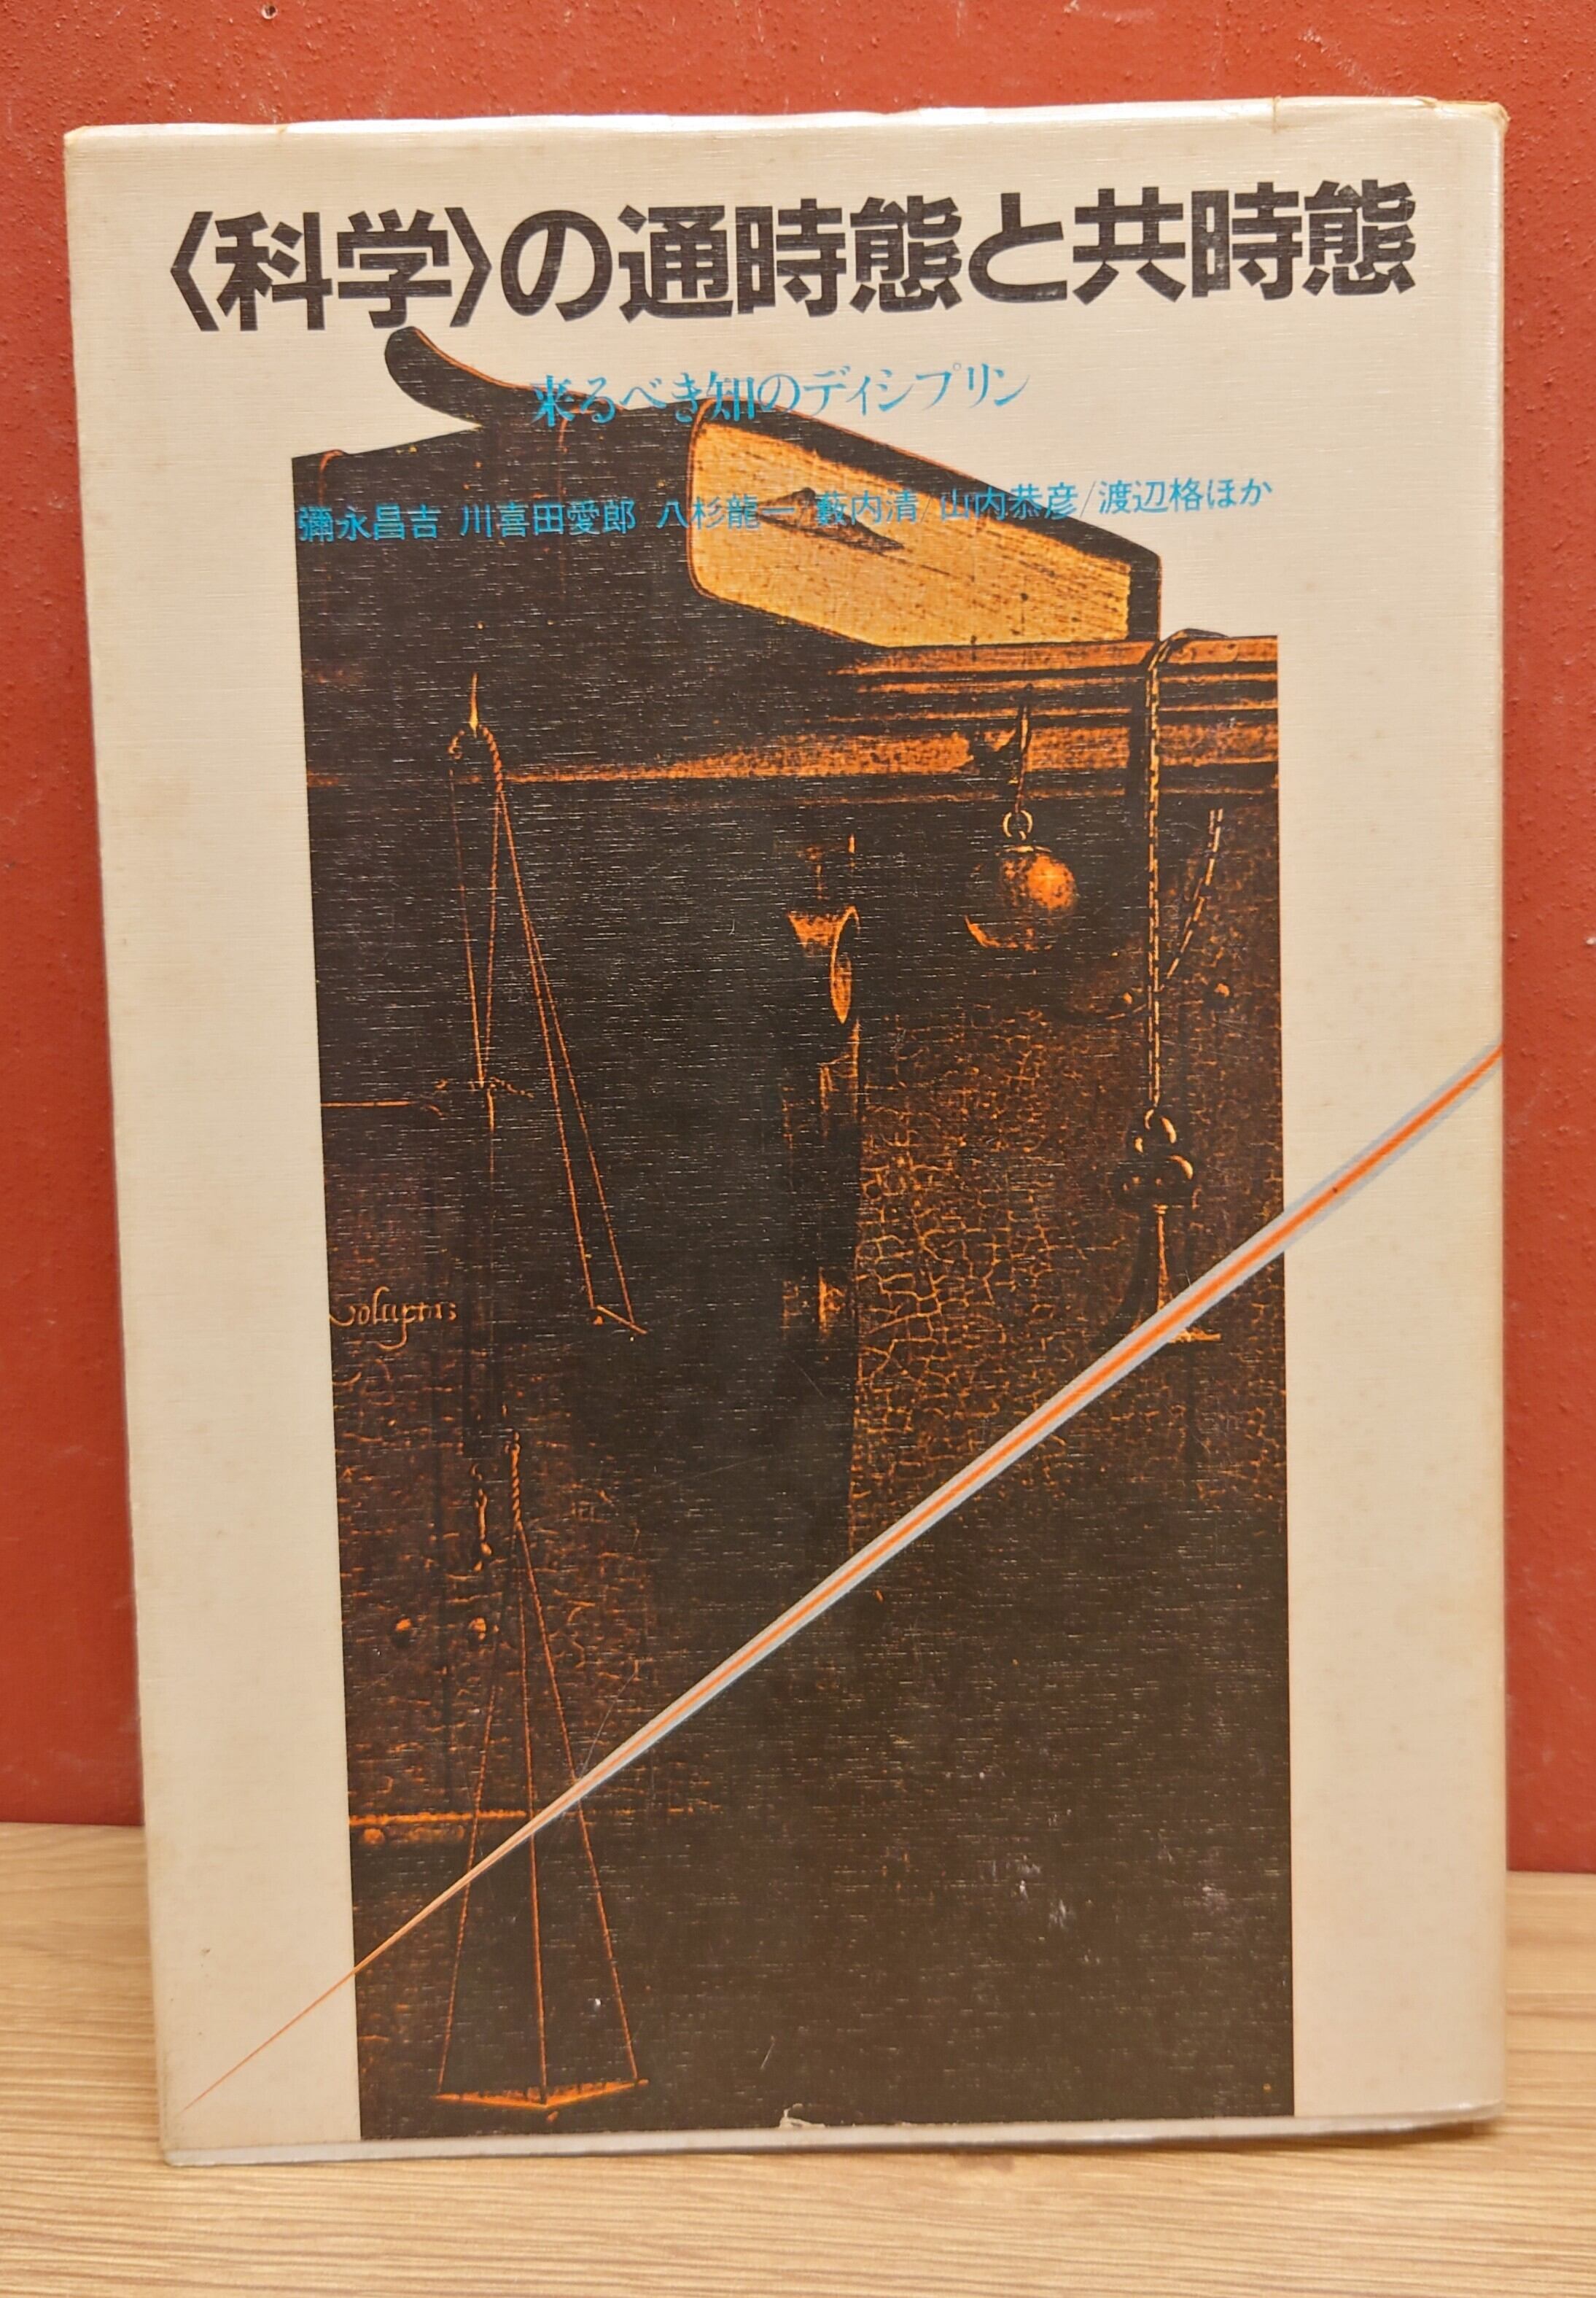 〈科学〉の通時態と共時態
来るべき知のディシプリン
彌永昌吉 川喜田愛郎 八杉龍一/藪内清/山内恭彦/渡辺格ほか